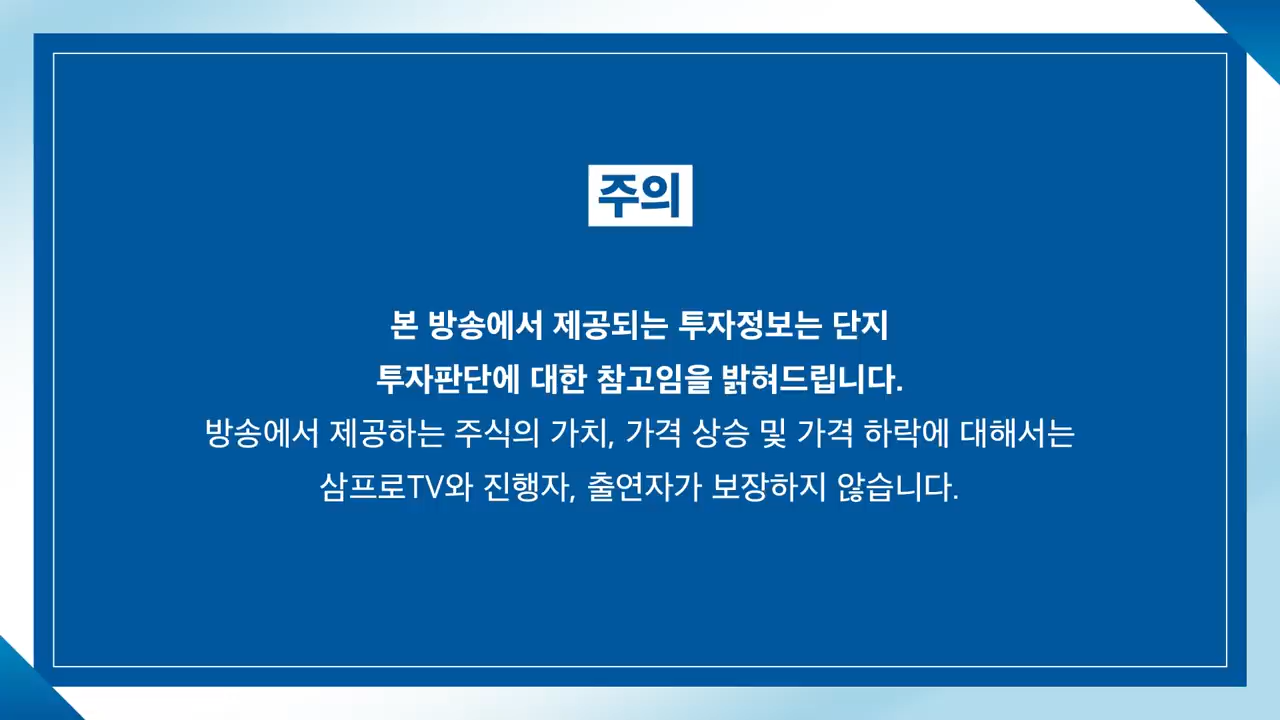 주의
본 방송에서 제공되는 투자정보는 단지
투자판단에 대한 참고임을 밝혀드립니다.
방송에서 제공하는 주식의 가치, 가격 상승 및 가격 하락에 대해서는
삼프로TV와 진행자, 출연자가 보장하지 않습니다.